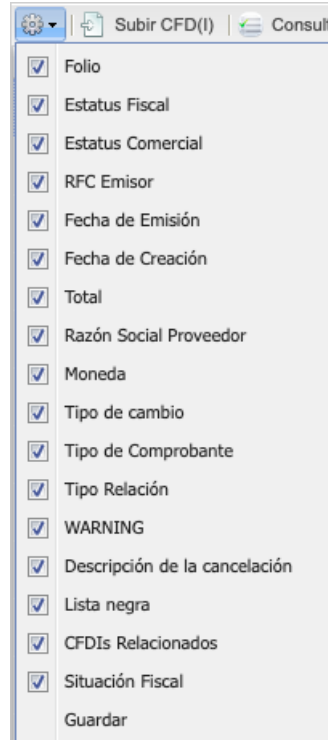 Subir CFD(I) Consult
Folio
Estatus Fiscal
Estatus Comercial
RFC Emisor
Fecha de Emisión
Fecha de Creación
Total
Razón Social Proveedor
Moneda
Tipo de cambio
Tipo de Comprobante
Tipo Relación
WARNING
Descripción de la cancelación
Lista negra
CFDIs Relacionados
Situación Fiscal
Guardar